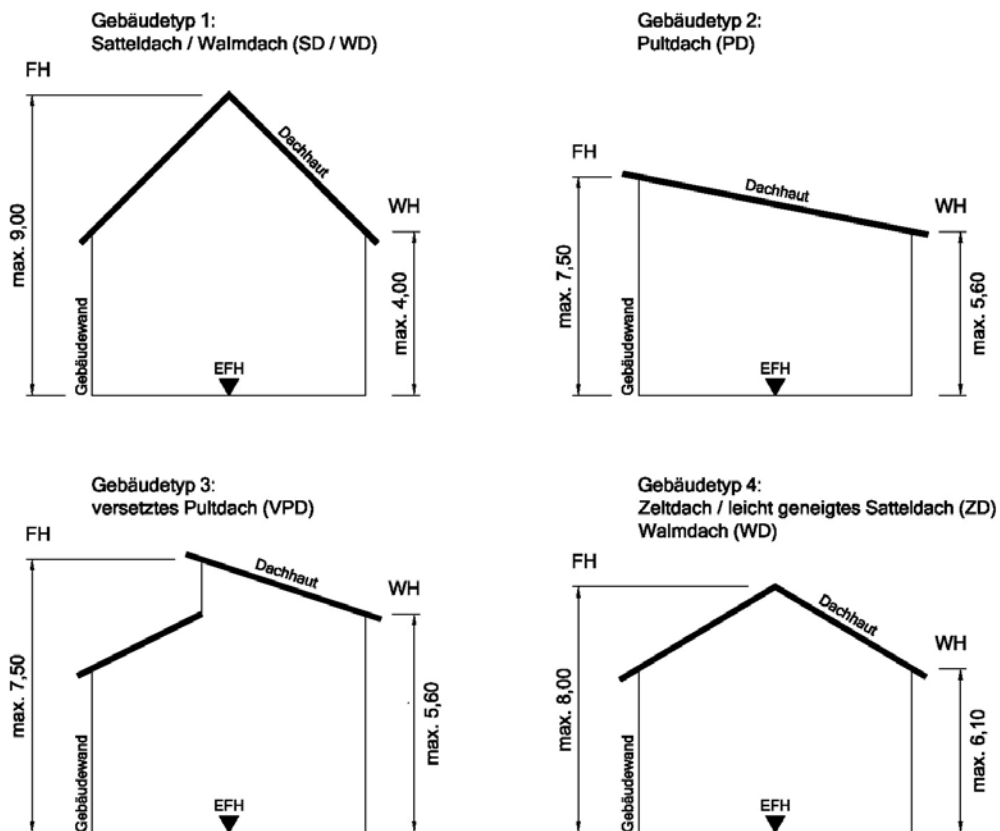 Gebäudetyp 1:
Satteldach / Walmdach (SD / WD)
FH
Dachhaut
WH
max. 9,00
max. 4,00
Gebäudewand
EFH
Gebäudetyp 2:
Pultdach (PD)
FH
Dachhaut
WH
max. 7,50
max. 5,60
Gebäudewand
EFH
Gebäudetyp 3:
versetztes Pultdach (VPD)
FH
Dachhaut
WH
max. 7,50
max. 5,60
Gebäudewand
EFH
Gebäudetyp 4:
Zeltdach / leicht geneigtes Satteldach (ZD)
Walmdach (WD)
FH
Dachhaut
WH
max. 8,00
max. 6,10
Gebäudewand
EFH